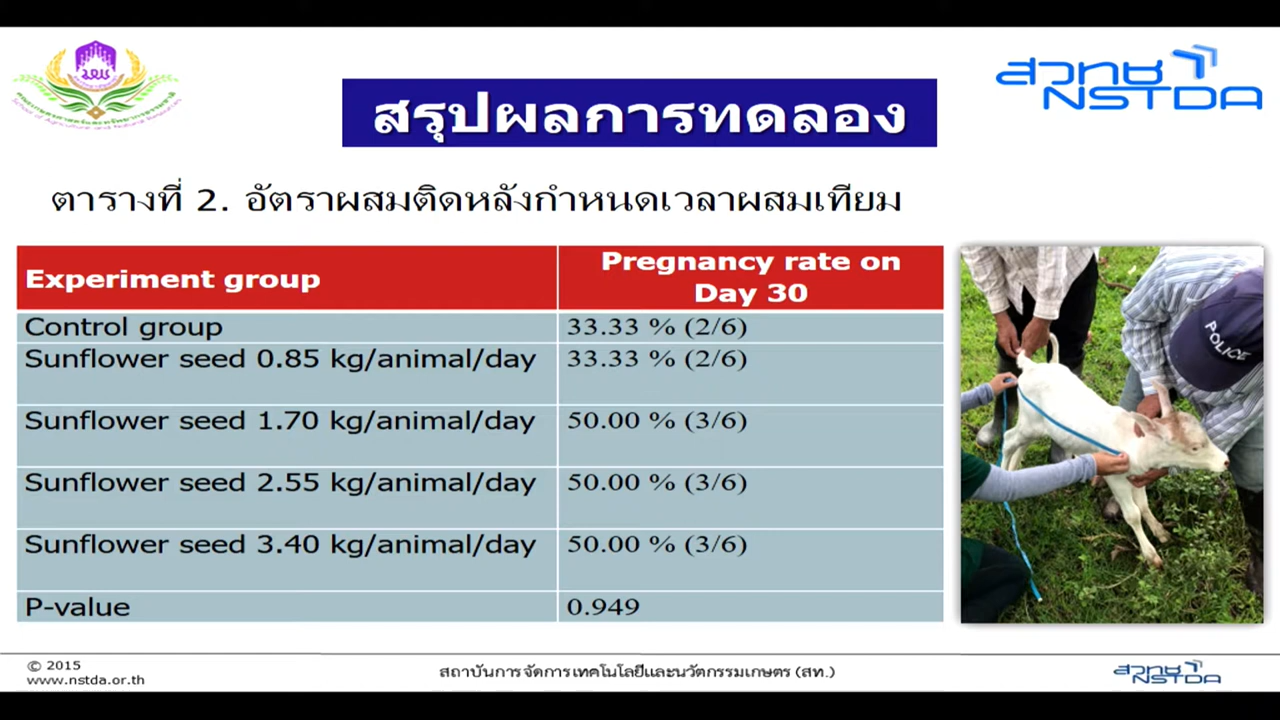 สวทช
NSTDA
สรุปผลการทดลอง
ตารางที่ 2. อัตราผสมติดหลังกำหนดเวลาผสมเทียม
Experiment group
Pregnancy rate on
Day 30
Control group
33.33 % (2/6)
Sunflower seed 0.85 kg/animal/day
33.33 % (2/6)
Sunflower seed 1.70 kg/animal/day
50.00 % (3/6)
Sunflower seed 2.55 kg/animal/day
50.00 % (3/6)
Sunflower seed 3.40 kg/animal/day
50.00 % (3/6)
P-value
0.949
POLICE
© 2015
www.nstda.or.th
สถาบันการจัดการเทคโนโลยีและนวัตกรรมเกษตร (สท.)
สวทช
NSTDA